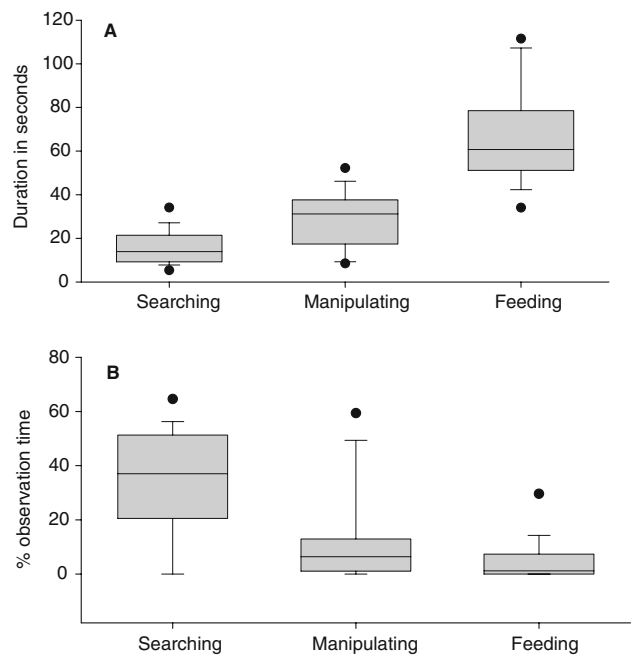 A
Duration in seconds
120
100
80
60
40
20
0
Searching Manipulating Feeding
B
% observation time
80
60
40
20
0
Searching Manipulating Feeding